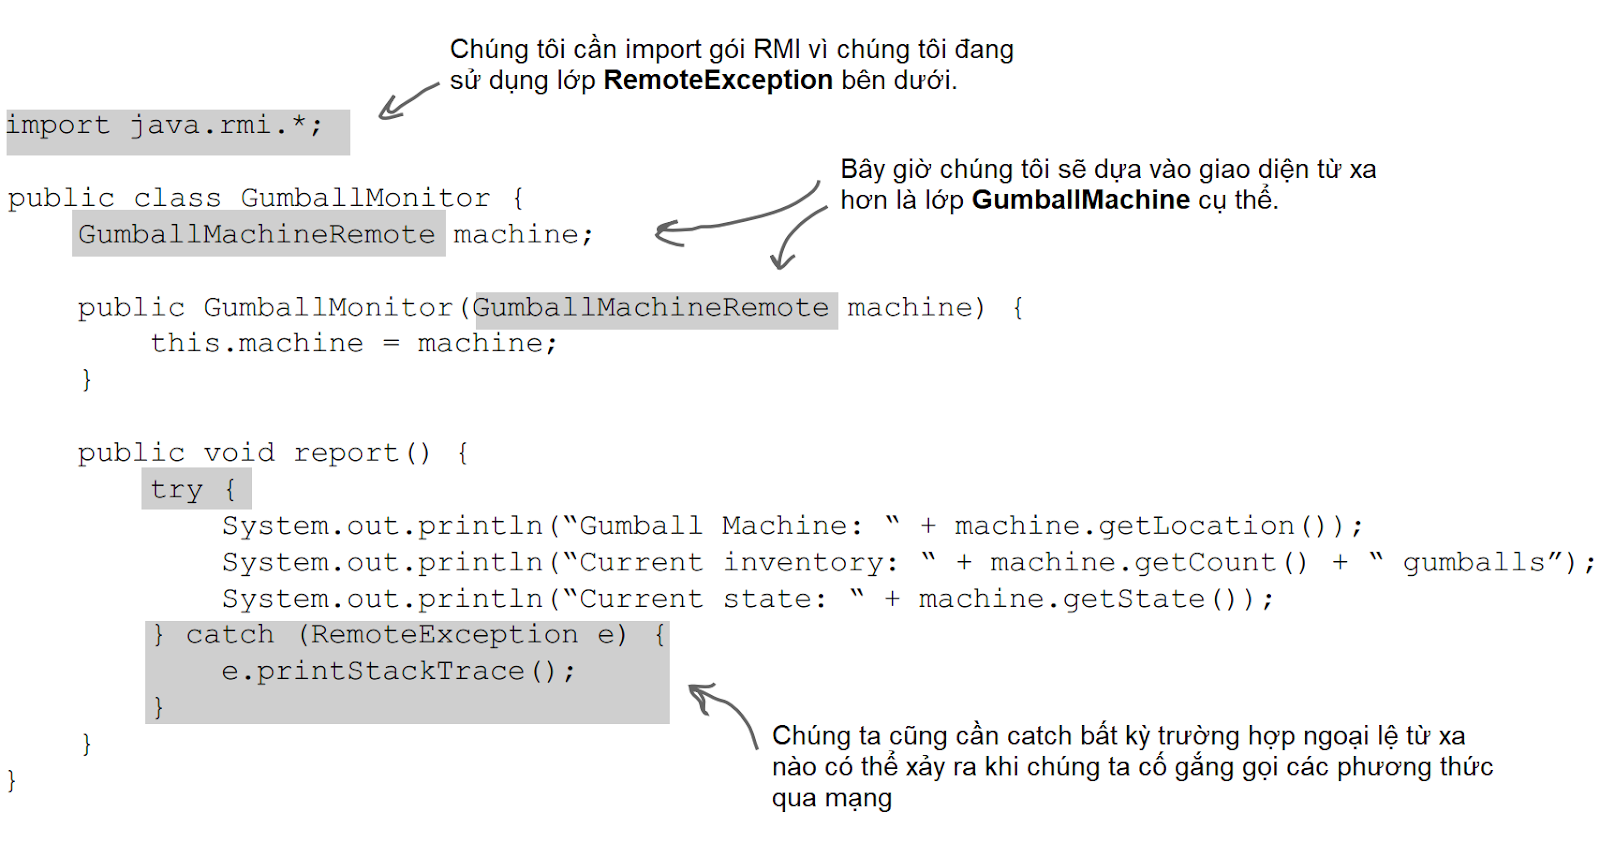 Chúng tôi cần import gói RMI vì chúng tôi đang
sử dụng lớp RemoteException bên dưới.
import java.rmi.*;
Bây giờ chúng tôi sẽ dựa vào giao diện từ xa
hơn là lớp GumballMachine cụ thể.
public class GumballMonitor {
GumballMachineRemote machine;
public GumballMonitor(GumballMachineRemote machine) {
this.machine = machine;
}
public void report() {
try {
System.out.println(“Gumball Machine: “ + machine.getLocation());
System.out.println(“Current inventory: “ + machine.getCount() + “ gumballs”);
System.out.println(“Current state: “ + machine.getState());
} catch (RemoteException e) {
e.printStackTrace();
}
}
}
Chúng ta cũng cần catch bất kỳ trường hợp ngoại lệ từ xa
nào có thể xảy ra khi chúng ta cố gắng gọi các phương thức
qua mạng